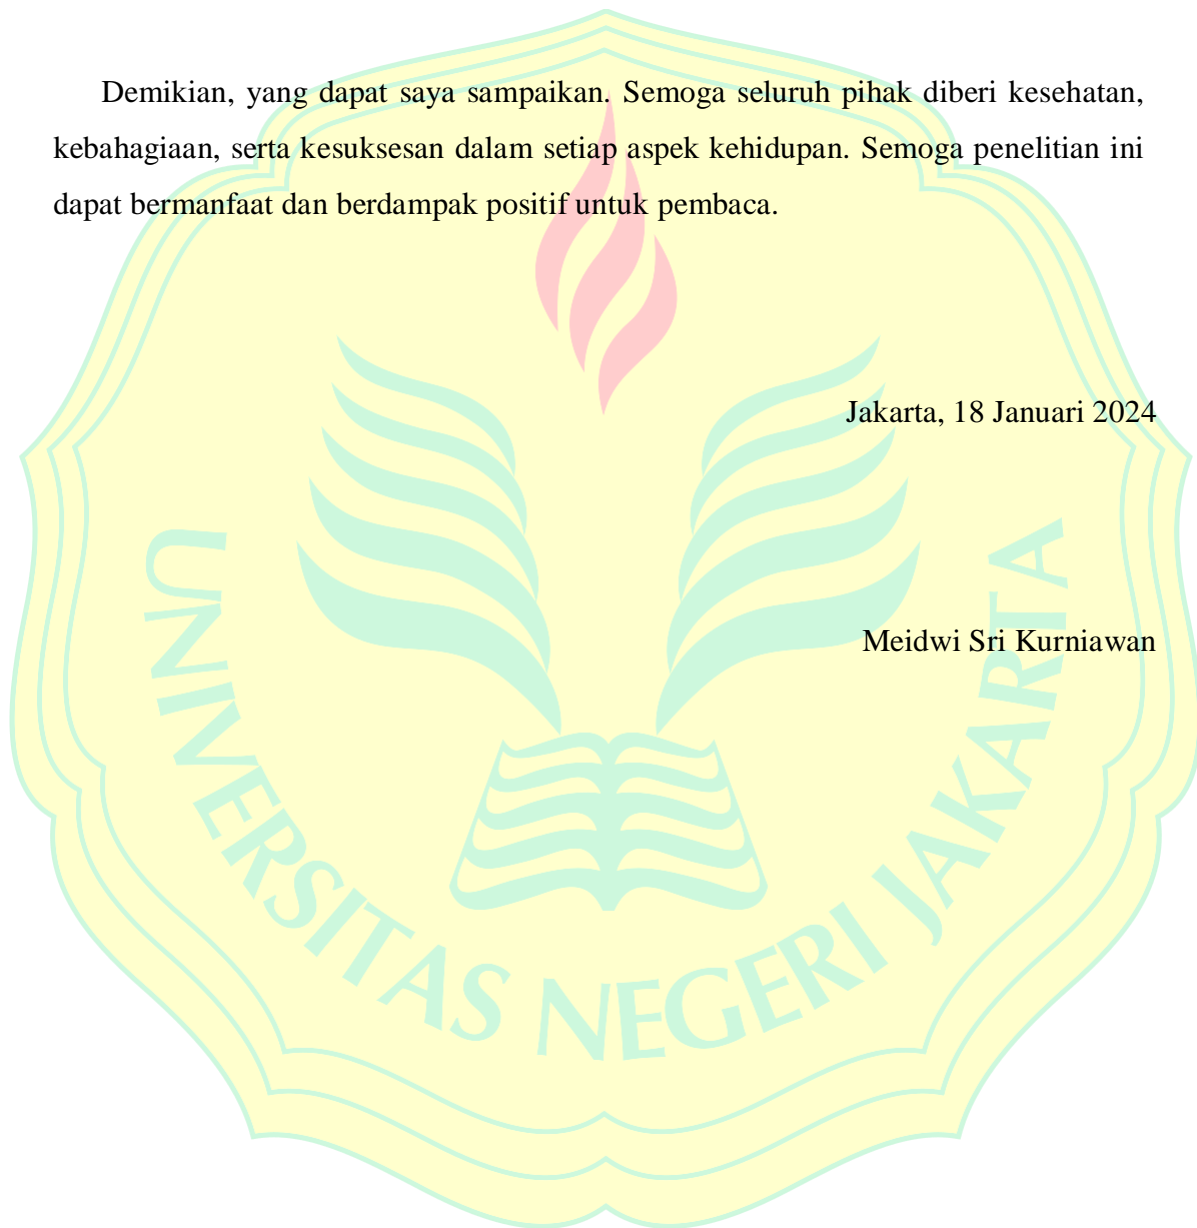 Demikian, yang dapat saya sampaikan. Semoga seluruh pihak diberi kesehatan,
kebahagiaan, serta kesuksesan dalam setiap aspek kehidupan. Semoga penelitian ini
dapat bermanfaat dan berdampak positif untuk pembaca.
Jakarta, 18 Januari 2024
Meidwi Sri Kurniawan
UNIVERSITAS NEGERI JAKARTA